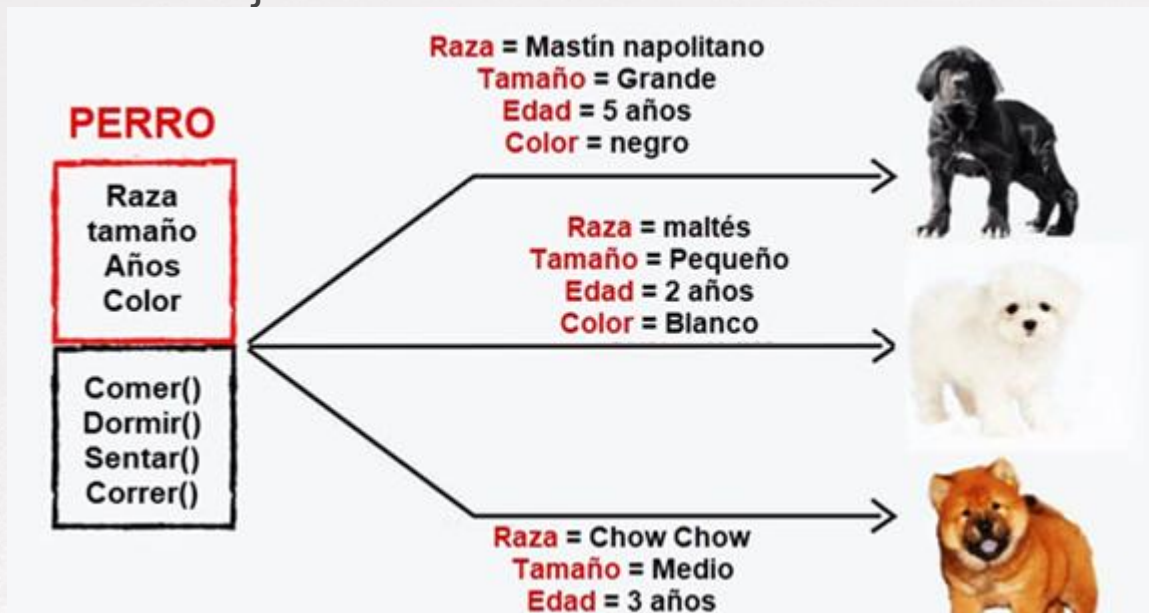 PERRO
Raza
tamaño
Años
Color
Comer()
Dormir()
Sentar()
Correr()
Raza = Mastín napolitano
Tamaño = Grande
Edad = 5 años
Color = negro
Raza = maltés
Tamaño = Pequeño
Edad = 2 años
Color = Blanco
Raza = Chow Chow
Tamaño = Medio
Edad = 3 años